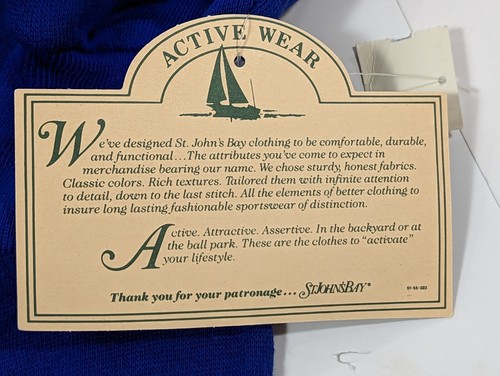 ACTIVE WEAR
We've designed St. John's Bay clothing to be comfortable, durable,
and functional...The attributes you've come to expect in
merchandise bearing our name. We chose sturdy, honest fabrics.
Classic colors. Rich textures. Tailored them with infinite attention
to detail, down to the last stitch. All the elements of better clothing to
insure long lasting fashionable sportswear of distinction.
Active. Attractive. Assertive. In the backyard or at
the ball park. These are the clothes to "activate"
your lifestyle.
Thank you for your patronage... ST. JOHN'S BAY®